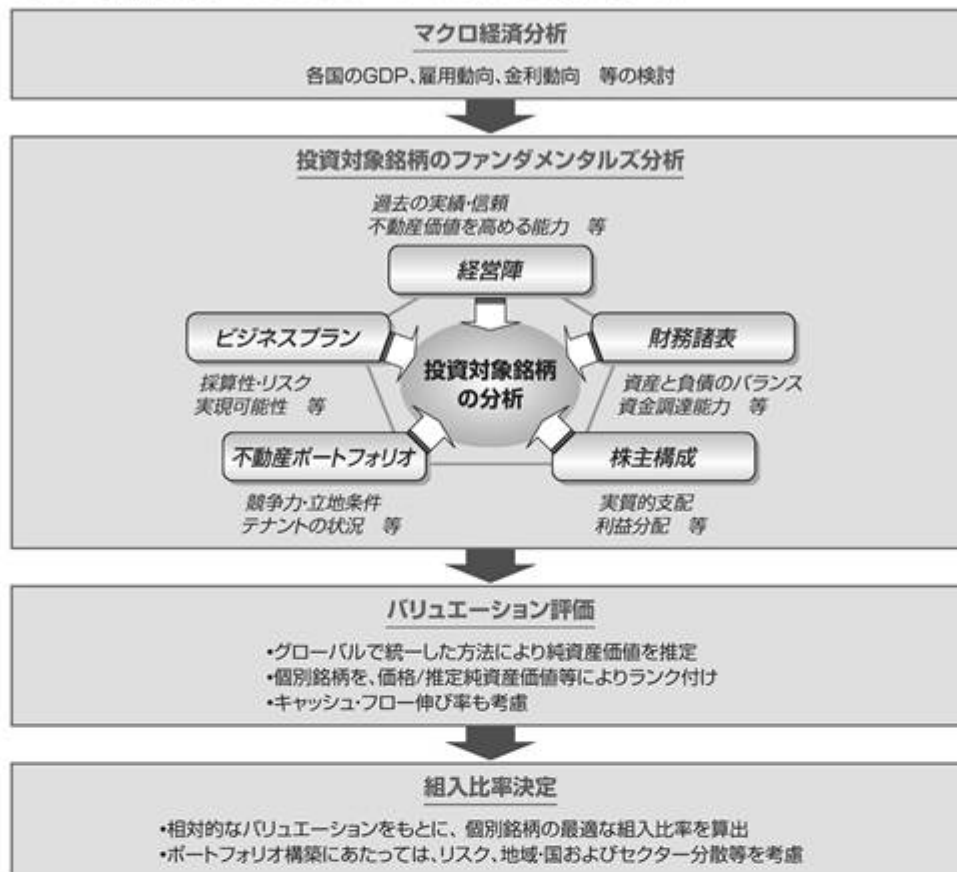 マクロ経済分析
各国のGDP、雇用動向、金利動向　等の検討
投資対象銘柄のファンダメンタルズ分析
過去の実績・信頼
不動産価値を高める能力　等
経営陣
ビジネスプラン
採算性・リスク
実現可能性　等
財務諸表
資産と負債のバランス
資金調達能力　等
投資対象銘柄
の分析
不動産ポートフォリオ
競争力・立地条件
テナントの状況　等
株主構成
実質的支配
利益分配　等
バリュエーション評価
•グローバルで統一した方法により純資産価値を推定
•個別銘柄を、価格/推定純資産価値等によりランク付け
•キャッシュ・フロー伸び率も考慮
組入比率決定
•相対的なバリュエーションをもとに、個別銘柄の最適な組入比率を算出
•ポートフォリオ構築にあたっては、リスク、地域・国およびセクター分散等を考慮